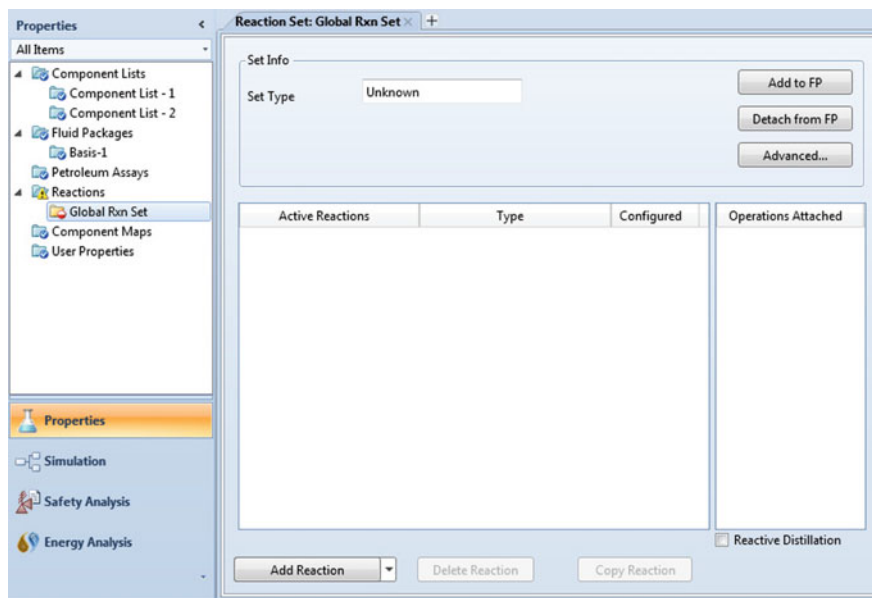 Properties
All Items
Component Lists
Component List - 1
Component List - 2
Fluid Packages
Basis-1
Petroleum Assays
Reactions
Global Rxn Set
Component Maps
User Properties
Properties
Simulation
Safety Analysis
Energy Analysis
Reaction Set: Global Rxn Set
Set Info
Set Type Unknown
Add to FP
Detach from FP
Advanced...
Active Reactions Type Configured Operations Attached
Reactive Distillation
Add Reaction Delete Reaction Copy Reaction